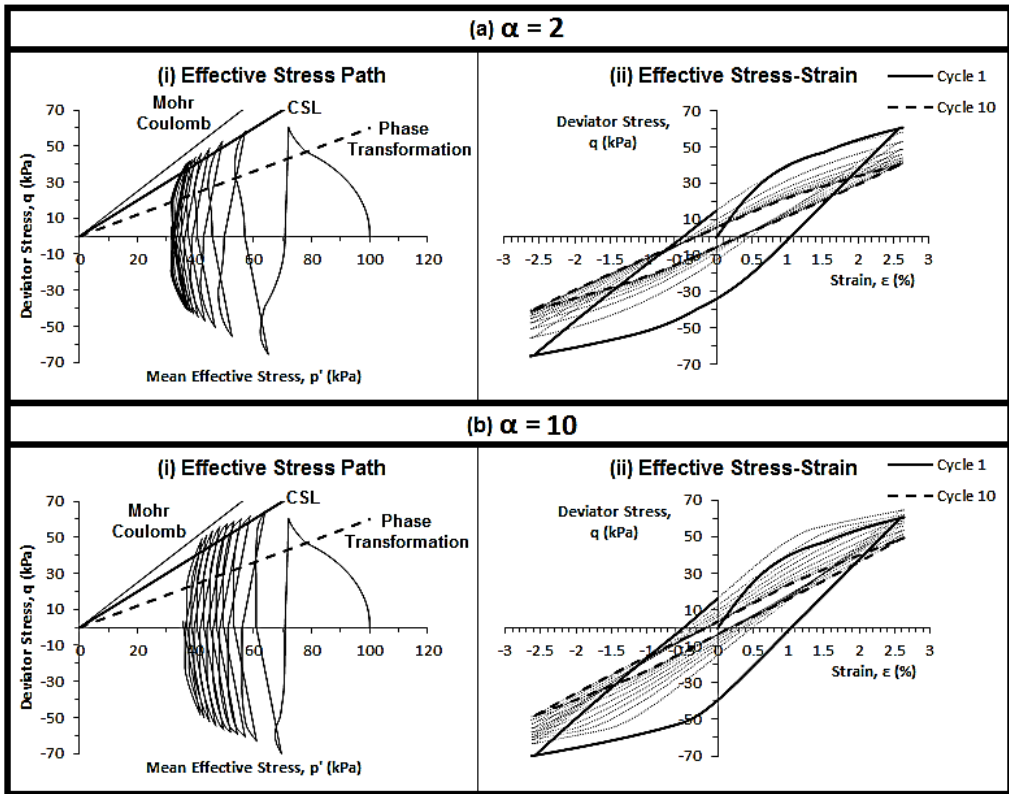 (a) α = 2
(i) Effective Stress Path
Mohr
Coulomb
CSL
Phase
Transformation
Deviator Stress, q (kPa)
70
50
30
10
-10
-30
-50
-70
0
20
40
60
80
100
120
Mean Effective Stress, p' (kPa)
(ii) Effective Stress-Strain
Cycle 1
Cycle 10
Deviator Stress,
q (kPa)
70
50
30
10
-10
-30
-50
-70
-3
-2.5
-2
-1.5
-1
-0.5
0
0.5
1
1.5
2
2.5
3
Strain, ε (%)
(b) α = 10
(i) Effective Stress Path
Mohr
Coulomb
CSL
Phase
Transformation
Deviator Stress, q (kPa)
70
50
30
10
-10
-30
-50
-70
0
20
40
60
80
100
120
Mean Effective Stress, p' (kPa)
(ii) Effective Stress-Strain
Cycle 1
Cycle 10
Deviator Stress,
q (kPa)
70
50
30
10
-10
-30
-50
-70
-3
-2.5
-2
-1.5
-1
-0.5
0
0.5
1
1.5
2
2.5
3
Strain, ε (%)